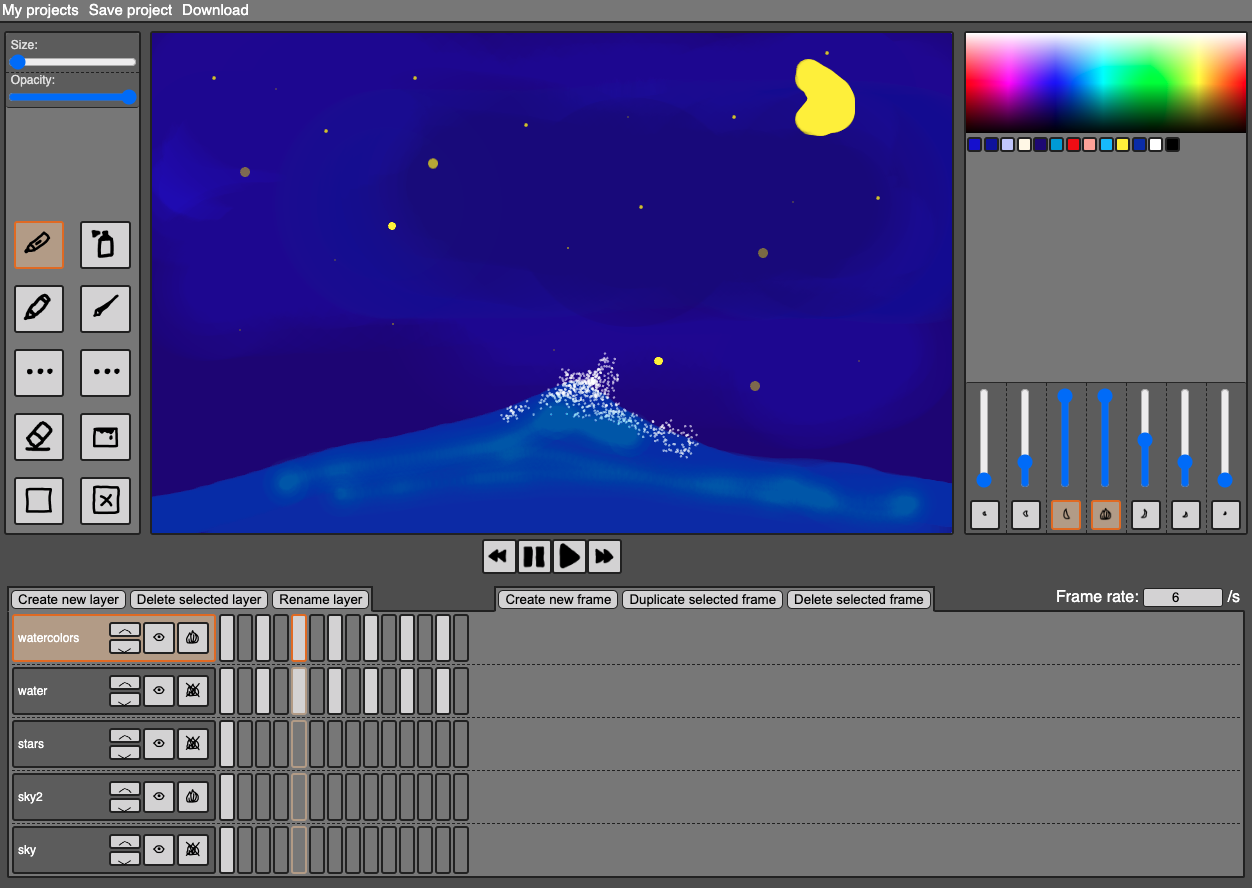 My projects Save project Download
Size:
Opacity:
Create new layer Delete selected layer Rename layer
Create new frame Duplicate selected frame Delete selected frame
Frame rate: 6 /s
watercolors
water
stars
sky2
sky